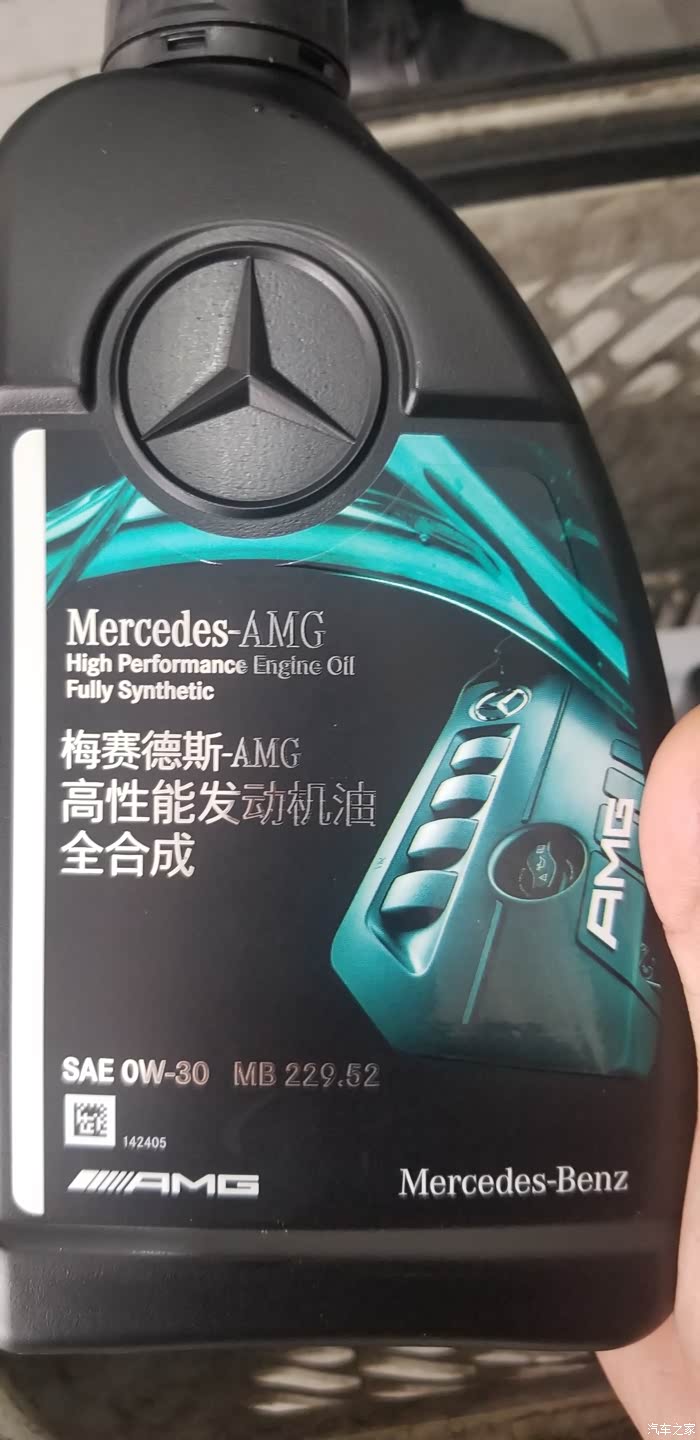 Mercedes-AMG
High Performance Engine Oil
Fully Synthetic
梅赛德斯-AMG
高性能发动机油
全合成
AMG
SAE 0W-30 MB 229.52
142405
AMG
Mercedes-Benz
汽车之家